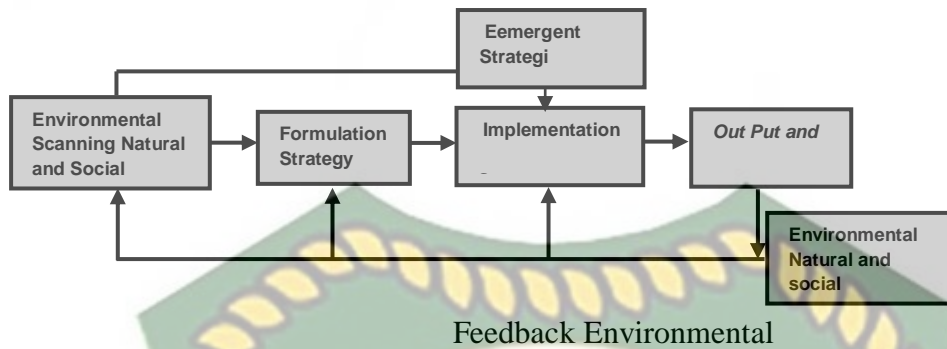 Eemergent
Strategi
Environmental
Scanning Natural
and Social
Formulation
Strategy
Implementation
Out Put and
Environmental
Natural and
social
Feedback Environmental